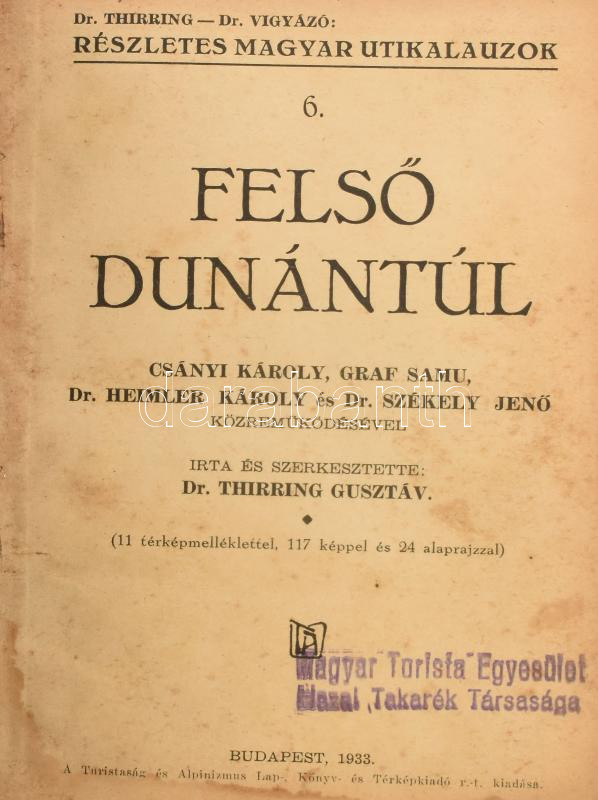 Dr. THIRRING — Dr. VIGYÁZÓ:
RÉSZLETES MAGYAR UTIKALAUZOK
6.
FELSŐ
DUNÁNTÚL
CSÁNYI KÁROLY, GRAF SAMU,
Dr. HEIMLER KÁROLY és Dr. SZÉKELY JENŐ
darabanth
KÖZREMŰKÖDÉSÉVEL
IRTA ÉS SZERKESZTETTE:
Dr. THIRRING GUSZTÁV.
(11 térképmelléklettel, 117 képpel és 24 alaprajzzal)
Magyar Turista Egyesület
Hazai Takarék Társasága
BUDAPEST, 1933.
A Turistaság és Alpinizmus Lap-, Könyv- és Térképkiadó r.-t. kiadása.